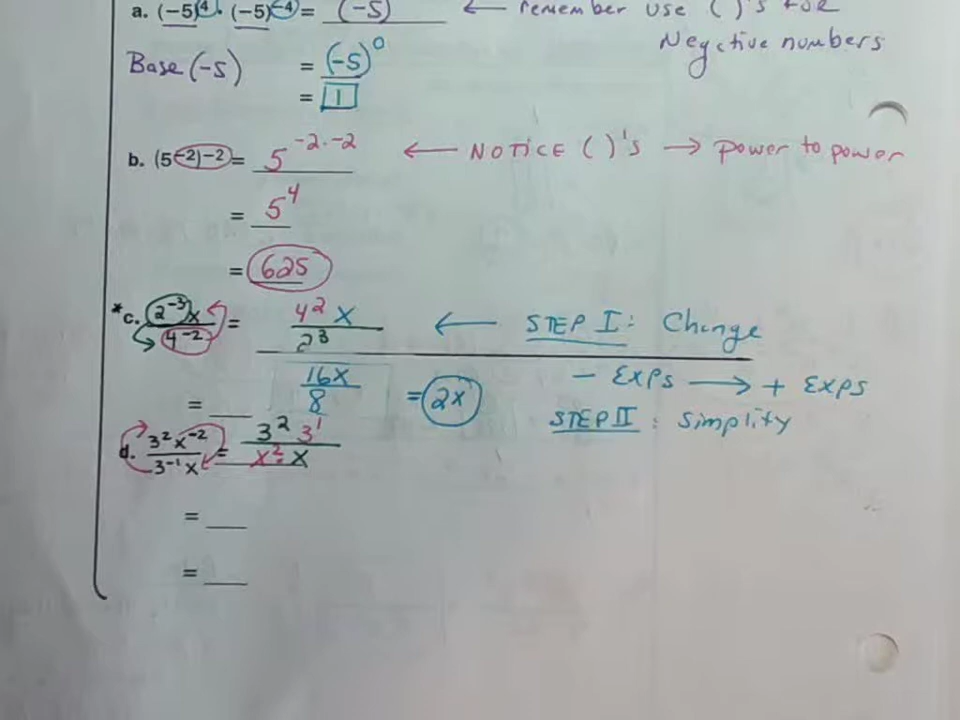 a. (−5)⁴ · (−5)⁻⁴ = (−5) ← remember use ( )'s for
Negative numbers
Base (−5) = (−5)⁰
= 1
b. (5⁻²)⁻² = 5⁻²·⁻² ← NOTICE ( )'s → power to power
= 5⁴
= 625
*c. 2⁻³x / 4⁻² = 4²x / 2³ ← STEP I: Change
− Exps → + Exps
= 16x / 8 = 2x
STEP II: Simplify
d. 3²x⁻² / 3⁻¹x = 3² 3¹ / x² · x
=
=